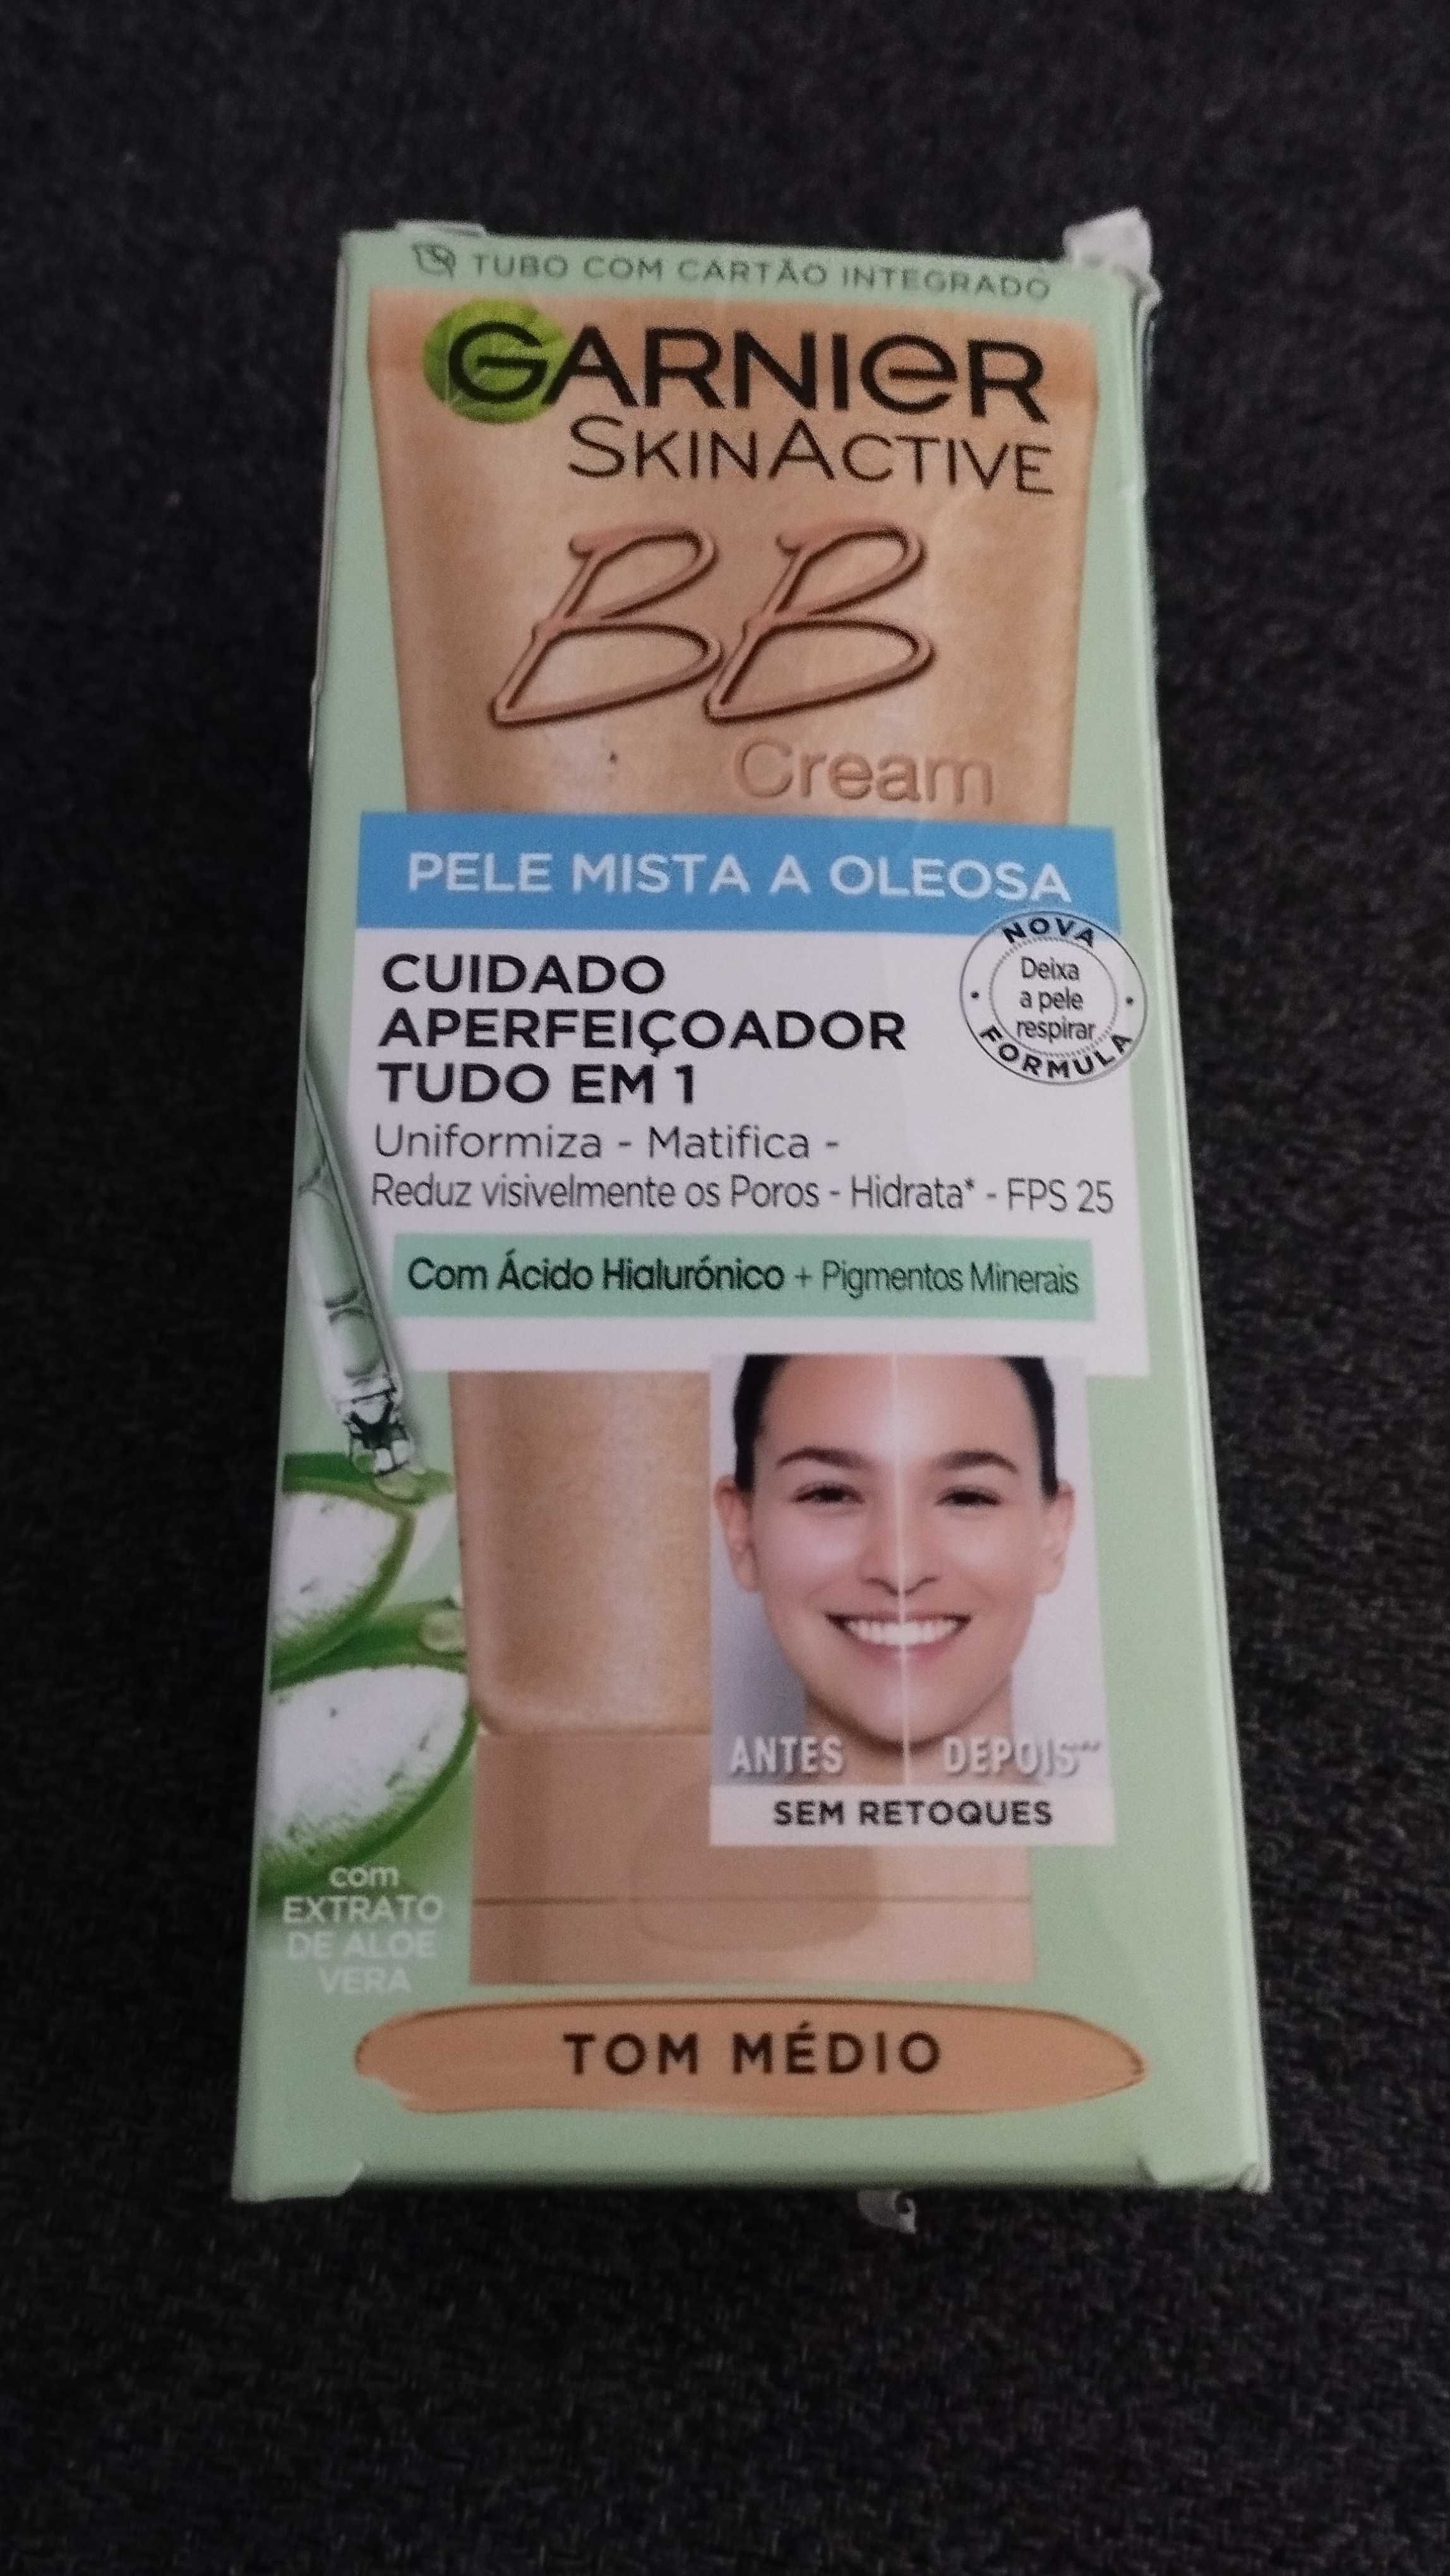 TUBO COM CARTÃO INTEGRADO
GARNIER
SKINACTIVE
BB
Cream
PELE MISTA A OLEOSA
CUIDADO
APERFEIÇOADOR
TUDO EM 1
NOVA
Deixa
a pele
respirar
FORMULA
Uniformiza - Matifica -
Reduz visivelmente os Poros - Hidrata* - FPS 25
Com Ácido Hialurónico + Pigmentos Minerais
ANTES DEPOIS**
SEM RETOQUES
com
EXTRATO
DE ALOE
VERA
TOM MÉDIO